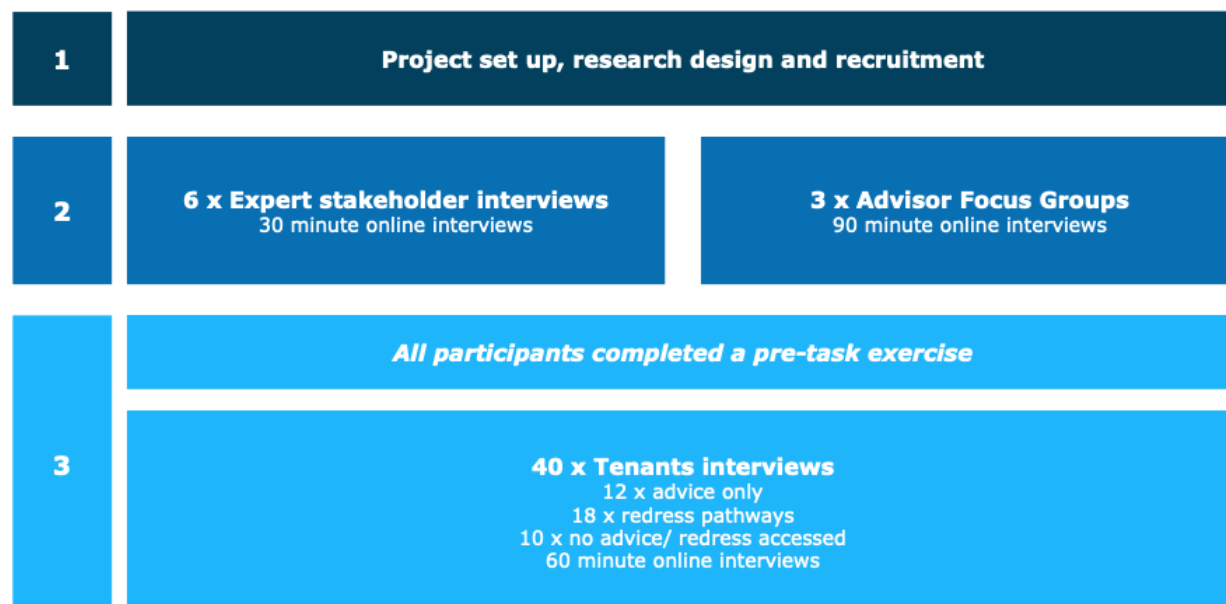 1
Project set up, research design and recruitment
2
6 x Expert stakeholder interviews
30 minute online interviews
3 x Advisor Focus Groups
90 minute online interviews
3
All participants completed a pre-task exercise
40 x Tenants interviews
12 x advice only
18 x redress pathways
10 x no advice/ redress accessed
60 minute online interviews